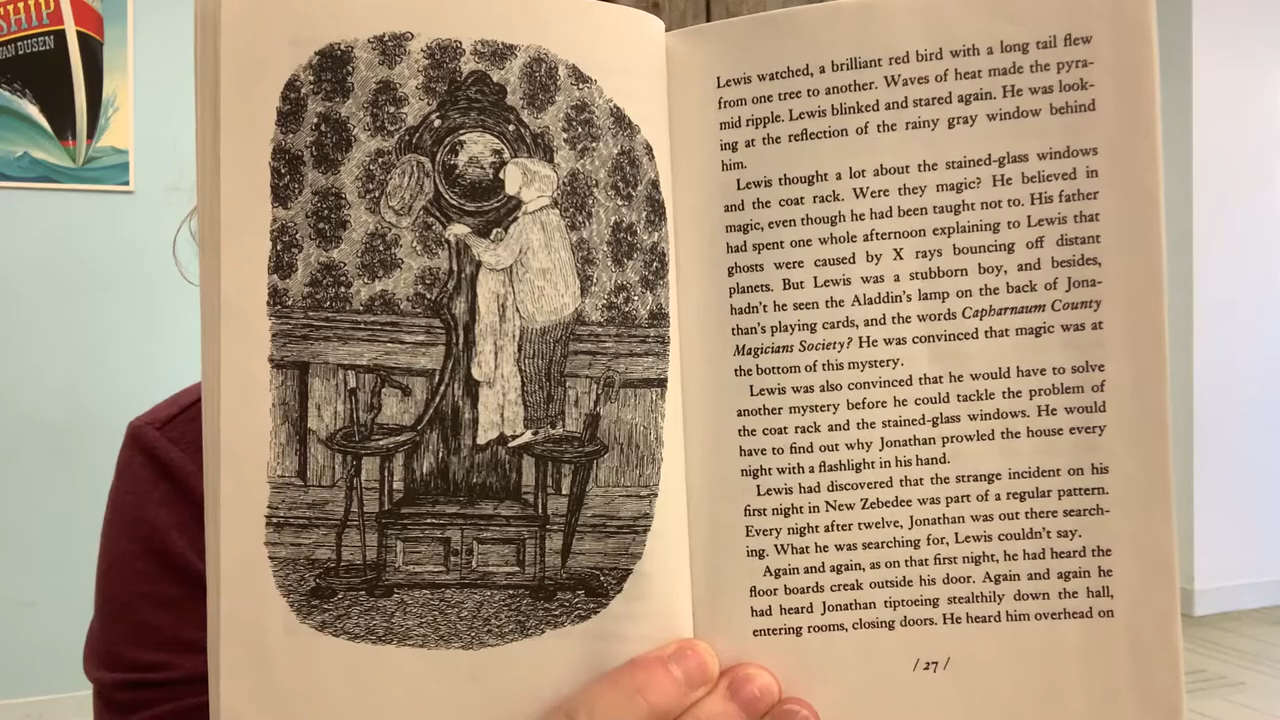 SHIP
VAN DUSEN
Lewis watched, a brilliant red bird with a long tail flew
from one tree to another. Waves of heat made the pyra-
mid ripple. Lewis blinked and stared again. He was look-
ing at the reflection of the rainy gray window behind
him.
Lewis thought a lot about the stained-glass windows
and the coat rack. Were they magic? He believed in
magic, even though he had been taught not to. His father
had spent one whole afternoon explaining to Lewis that
ghosts were caused by X rays bouncing off distant
planets. But Lewis was a stubborn boy, and besides,
hadn't he seen the Aladdin's lamp on the back of Jona-
than's playing cards, and the words Capharnaum County
Magicians Society? He was convinced that magic was at
the bottom of this mystery.
Lewis was also convinced that he would have to solve
another mystery before he could tackle the problem of
the coat rack and the stained-glass windows. He would
have to find out why Jonathan prowled the house every
night with a flashlight in his hand.
Lewis had discovered that the strange incident on his
first night in New Zebedee was part of a regular pattern.
Every night after twelve, Jonathan was out there search-
ing. What he was searching for, Lewis couldn't say.
Again and again, as on that first night, he had heard the
floor boards creak outside his door. Again and again he
had heard Jonathan tiptoeing stealthily down the hall,
entering rooms, closing doors. He heard him overhead on
/ 27 /